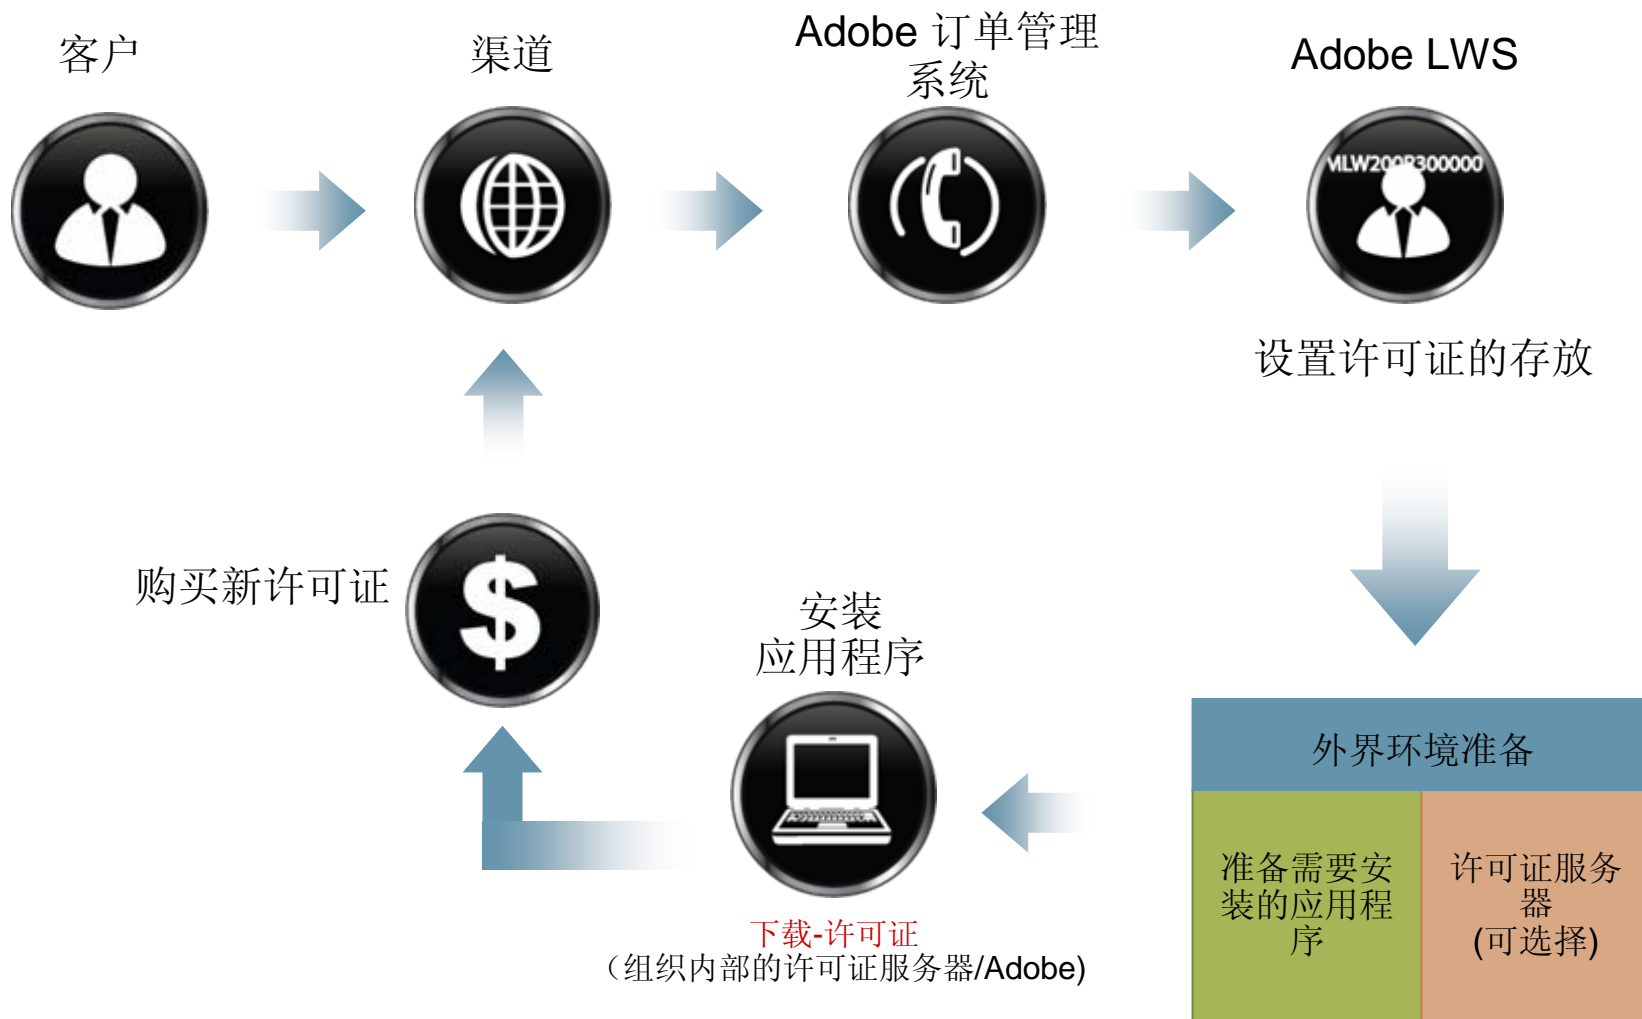 客户
渠道
Adobe 订单管理
系统
Adobe LWS
MLW200R300000
设置许可证的存放
购买新许可证
安装
应用程序
外界环境准备
准备需要安
装的应用程
序
许可证服务
器
(可选择)
下载-许可证
（组织内部的许可证服务器/Adobe)